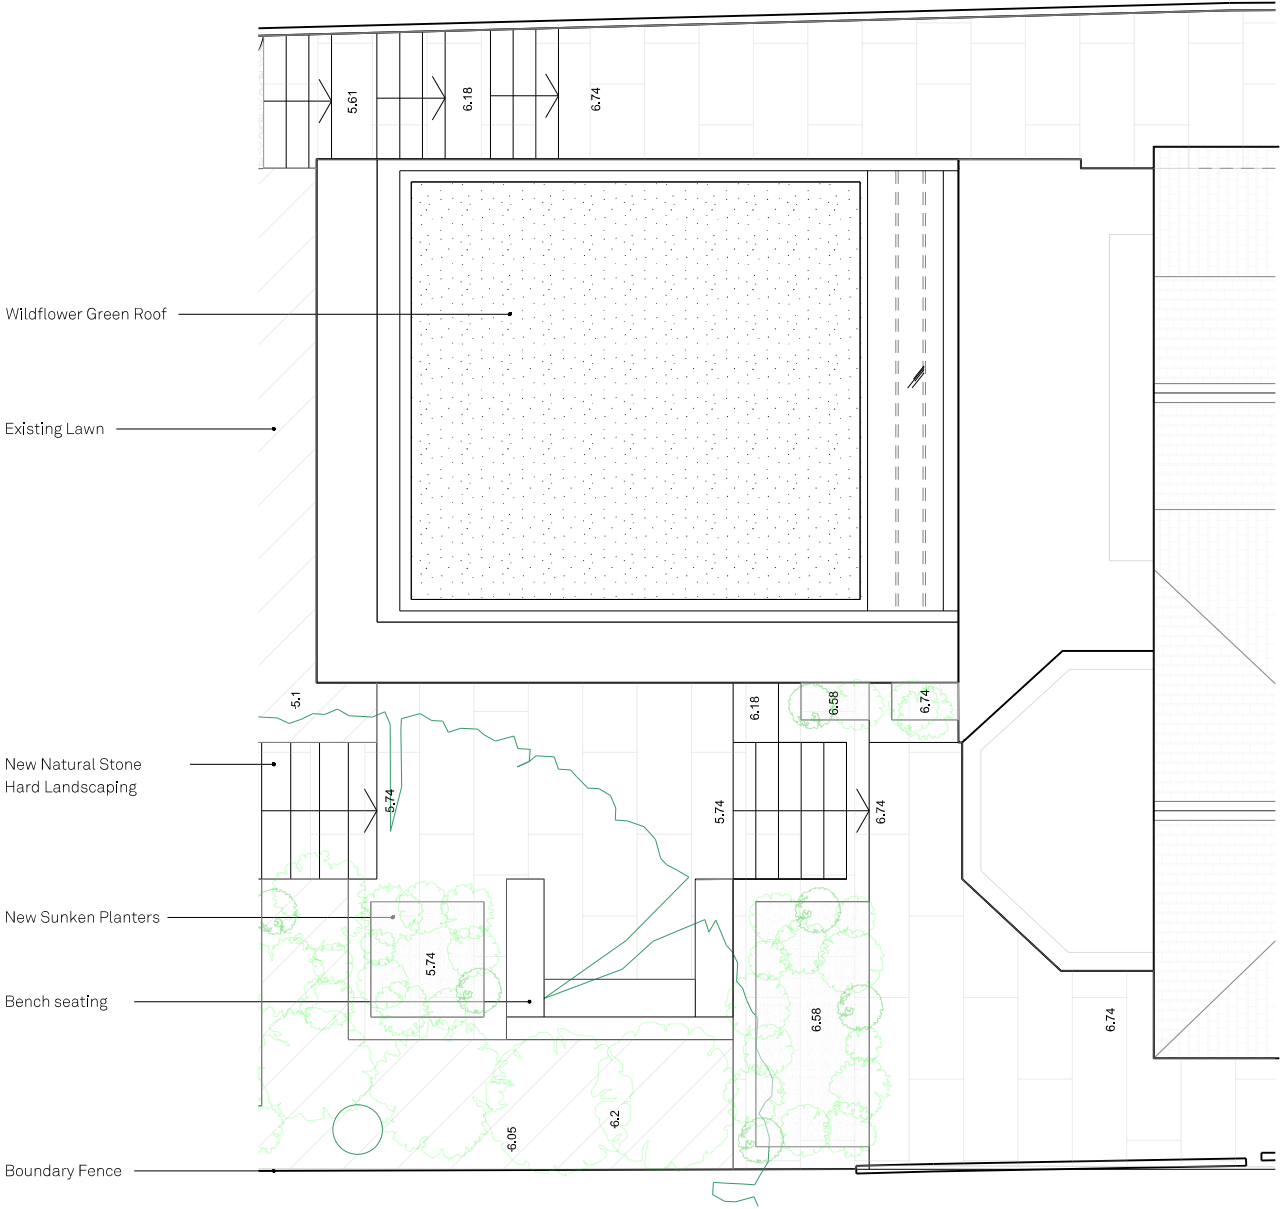 5.61
6.18
6.74
Wildflower Green Roof
Existing Lawn
5.1
6.18
6.58
6.74
New Natural Stone
Hard Landscaping
5.74
5.74
6.74
New Sunken Planters
5.74
Bench seating
6.58
6.74
6.05
6.2
Boundary Fence